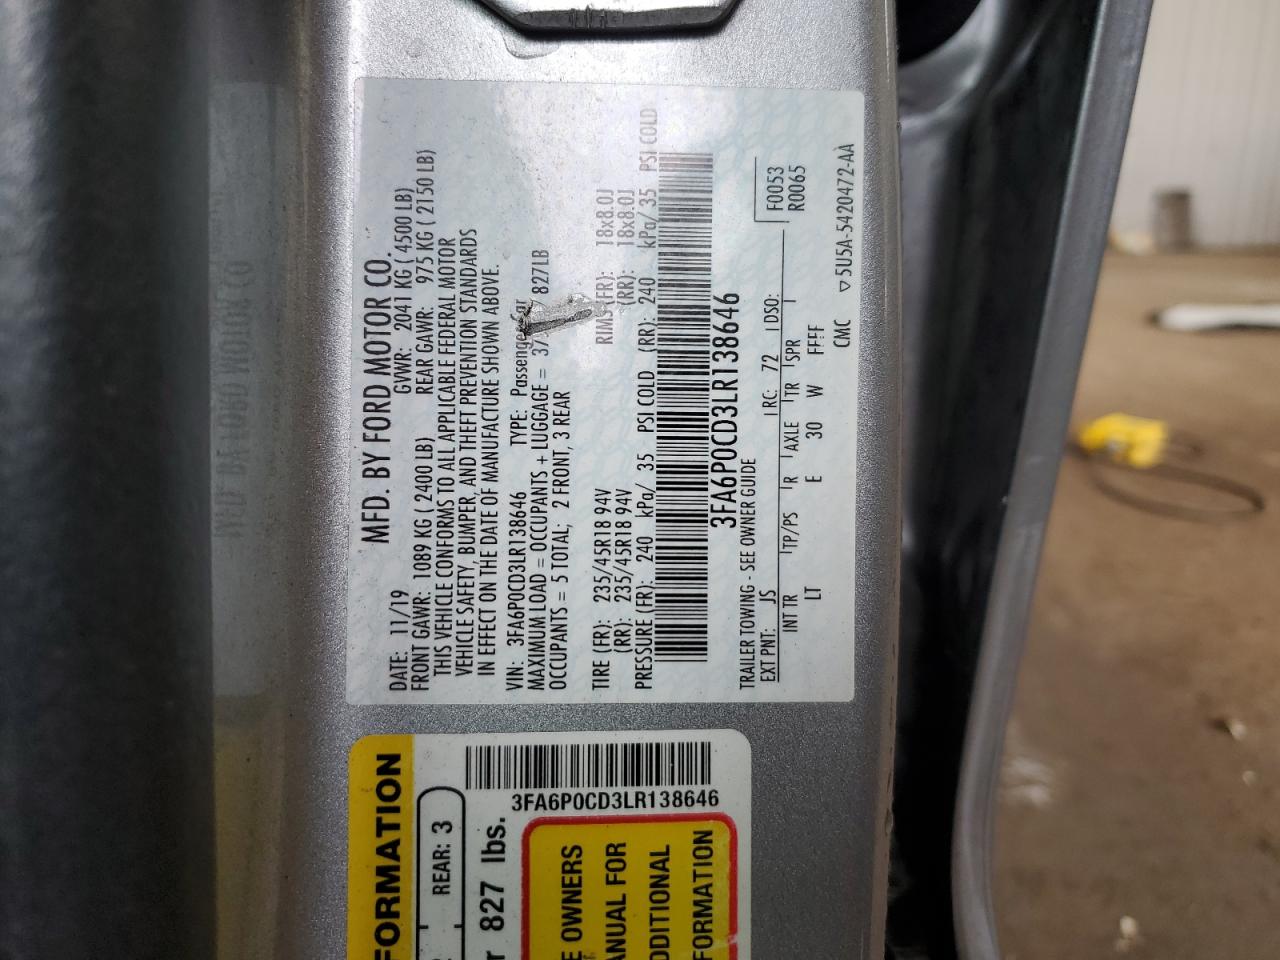 MFD. BY FORD MOTOR CO.
DATE: 11/19 GVWR: 2041 KG ( 4500 LB)
FRONT GAWR: 1089 KG ( 2400 LB) REAR GAWR: 975 KG ( 2150 LB)
THIS VEHICLE CONFORMS TO ALL APPLICABLE FEDERAL MOTOR
VEHICLE SAFETY, BUMPER, AND THEFT PREVENTION STANDARDS
IN EFFECT ON THE DATE OF MANUFACTURE SHOWN ABOVE.
VIN: 3FA6P0CD3LR138646 TYPE: Passenger
MAXIMUM LOAD = OCCUPANTS + LUGGAGE = 827LB
OCCUPANTS = 5 TOTAL; 2 FRONT, 3 REAR
TIRE (FR): 235/45R18 94V RIMS (FR): 18x8.0J
(RR): 235/45R18 94V (RR): 18x8.0J
PRESSURE (FR): 240 kPa/ 35 PSI COLD (RR): 240 kPa/ 35 PSI COLD
3FA6P0CD3LR138646
TRAILER TOWING - SEE OWNER GUIDE
EXT PNT: JS RC: 72 DSO:
F0053
R0065
INT TR TP/PS R AXLE TR SPR
LT E 30 W FFFF
CMC ▽5U5A-5420472-AA
FORMATION
REAR: 3
3FA6P0CD3LR138646
r 827 lbs.
E OWNERS
ANUAL FOR
DDITIONAL
FORMATION